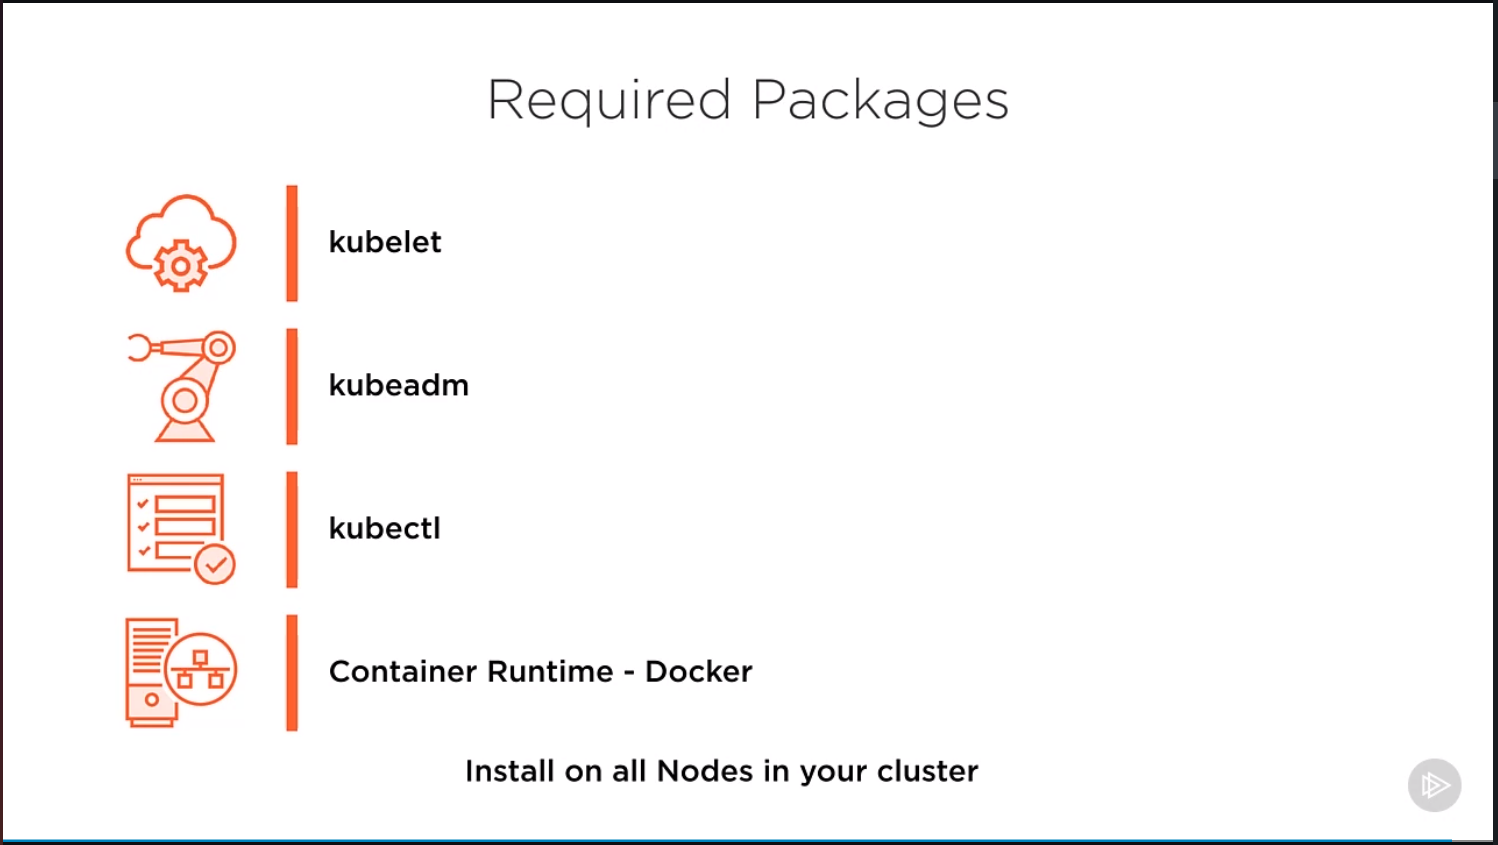 Required Packages
kubelet
kubeadm
kubectl
Container Runtime - Docker
Install on all Nodes in your cluster